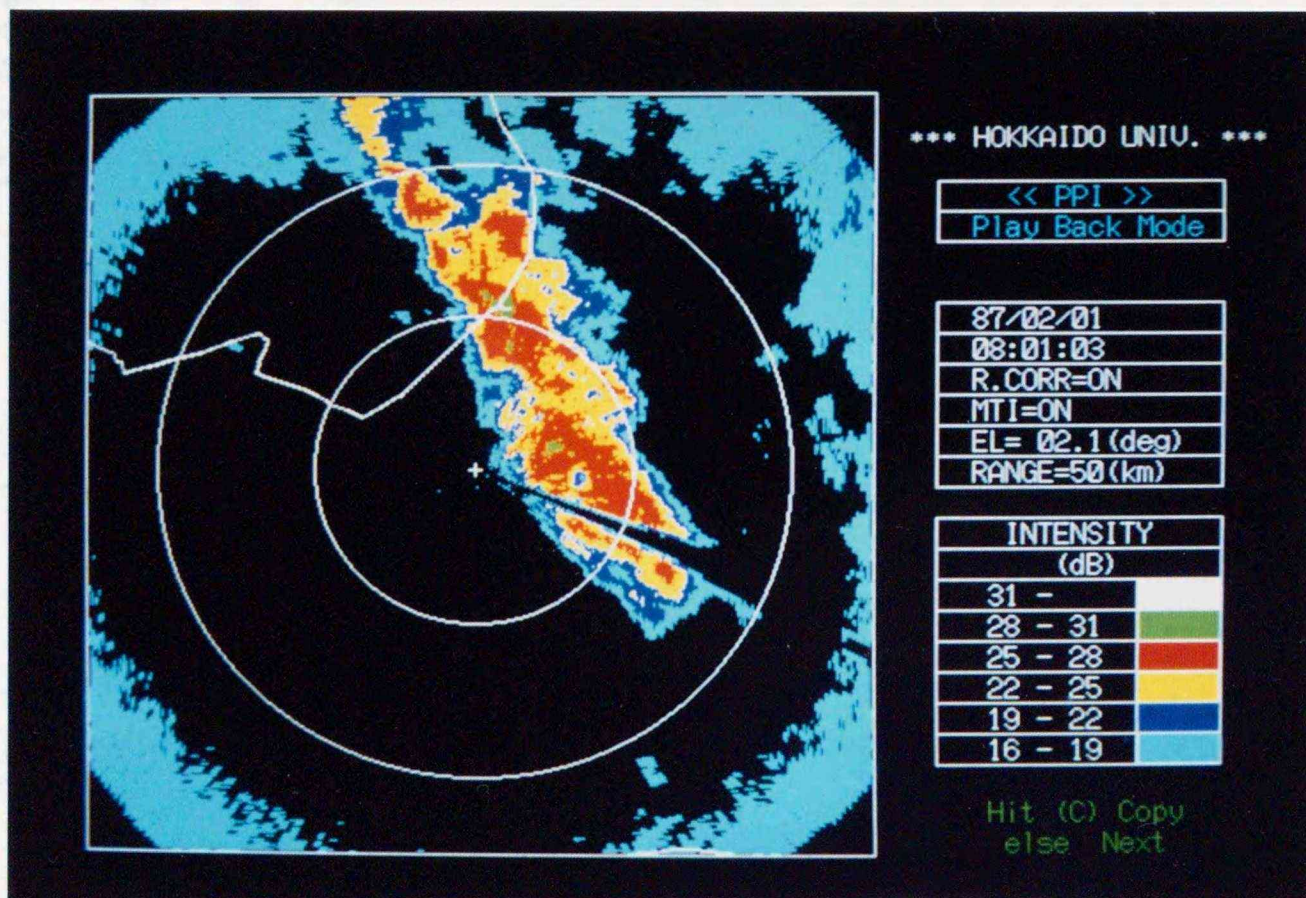 *** HOKKAIDO UNIV. ***
<< PPI >>
Play Back Mode
87/02/01
08:01:03
R.CORR=ON
MTI=ON
EL= 02.1(deg)
RANGE=50(km)
INTENSITY
(dB)
31 -
28 - 31
25 - 28
22 - 25
19 - 22
16 - 19
Hit (C) Copy
else Next